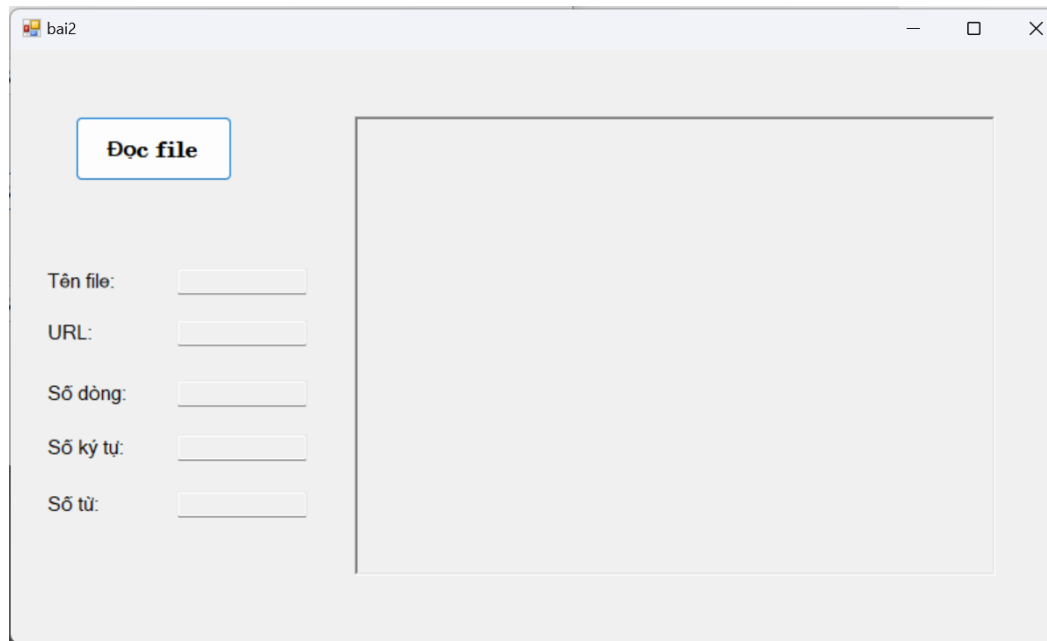 bai2
Đọc file
Tên file:
URL:
Số dòng:
Số ký tự:
Số từ: